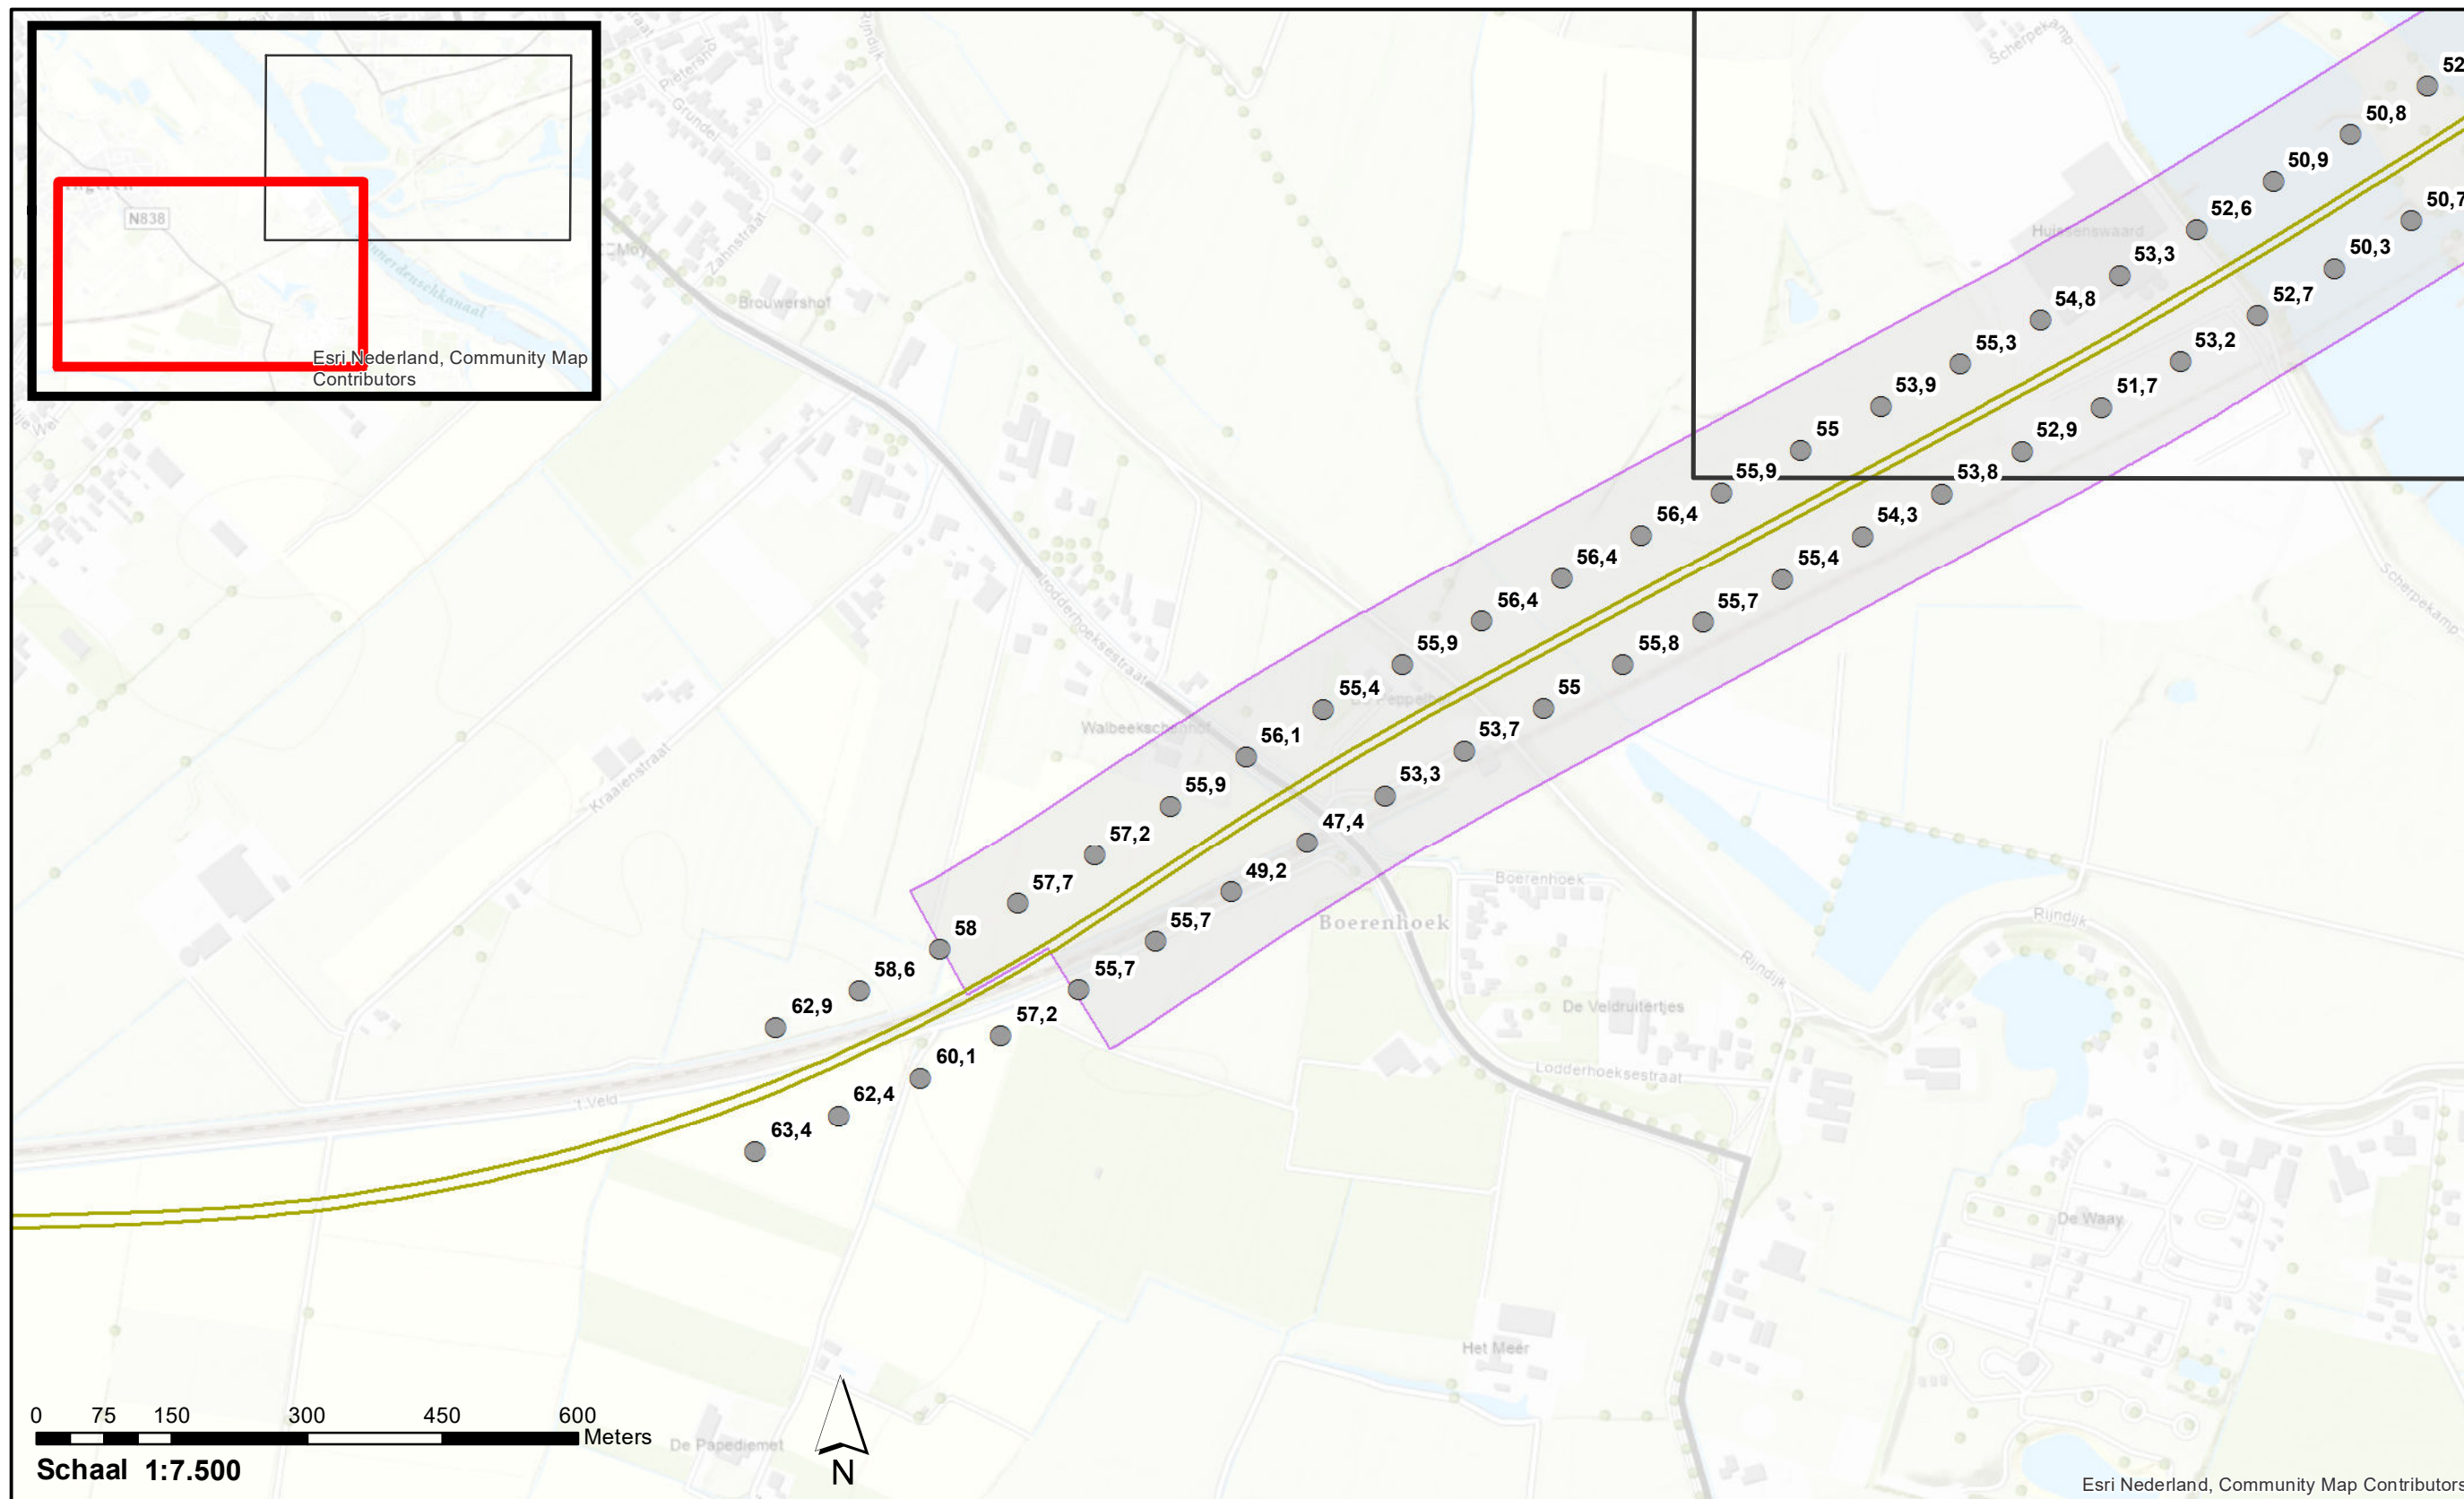 N838
Esri Nederland, Community Map
Contributors
Pietershof
Grundel
Rijndijk
Zahnstraat
Brouwershof
Scherpekamp
Huissenswaard
52
50,8
50,9
50,7
52,6
50,3
53,3
54,8
52,7
55,3
53,2
53,9
51,7
55
52,9
55,9
53,8
56,4
54,3
56,4
55,4
56,4
55,7
55,9
55,8
55,4
55
56,1
53,7
55,9
53,3
57,2
47,4
57,7
49,2
58
55,7
58,6
55,7
62,9
57,2
60,1
62,4
63,4
Lodderhoeksestraat
Walbeekschenhof
Kraaienstraat
't Veld
Scherpekamp
Boerenhoek
Boerenhoek
Rijndijk
Rijndijk
De Veldruitertjes
Lodderhoeksestraat
De Waay
Het Meer
De Papediemet
0 75 150 300 450 600
Meters
Schaal 1:7.500
N
Esri Nederland, Community Map Contributors